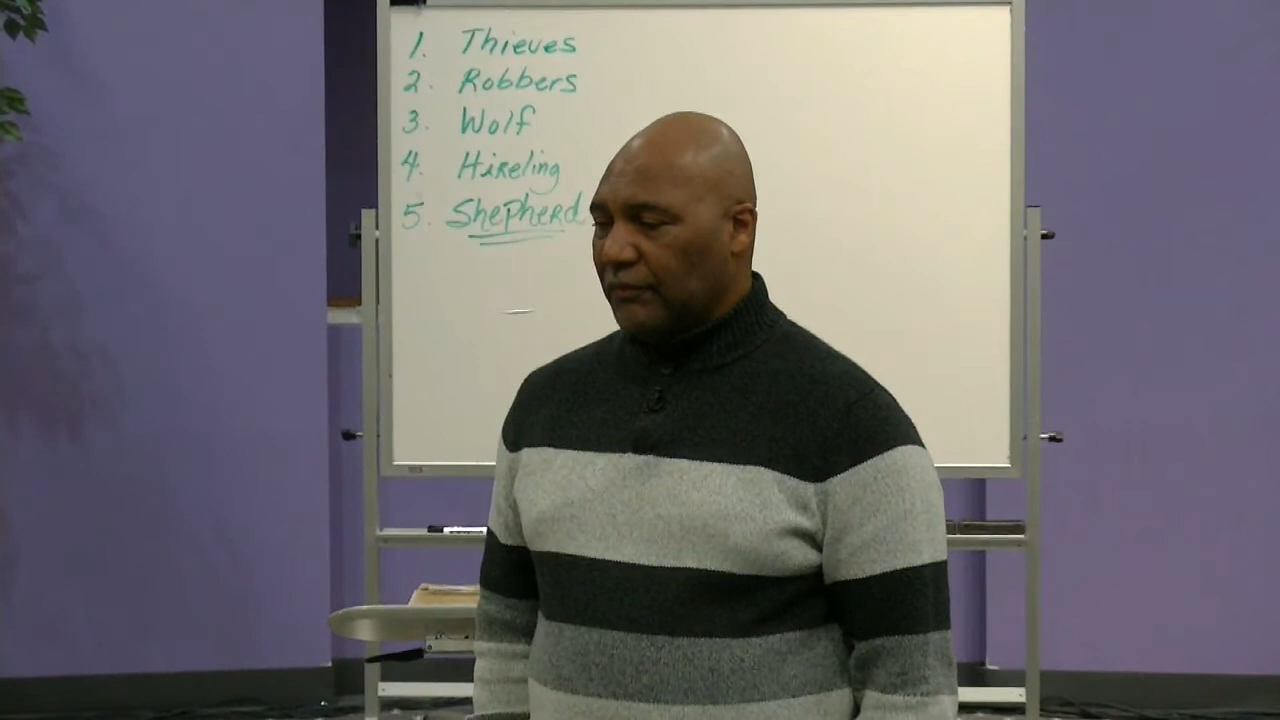 1. Thieves
2. Robbers
3. Wolf
4. Hireling
5. Shepherd